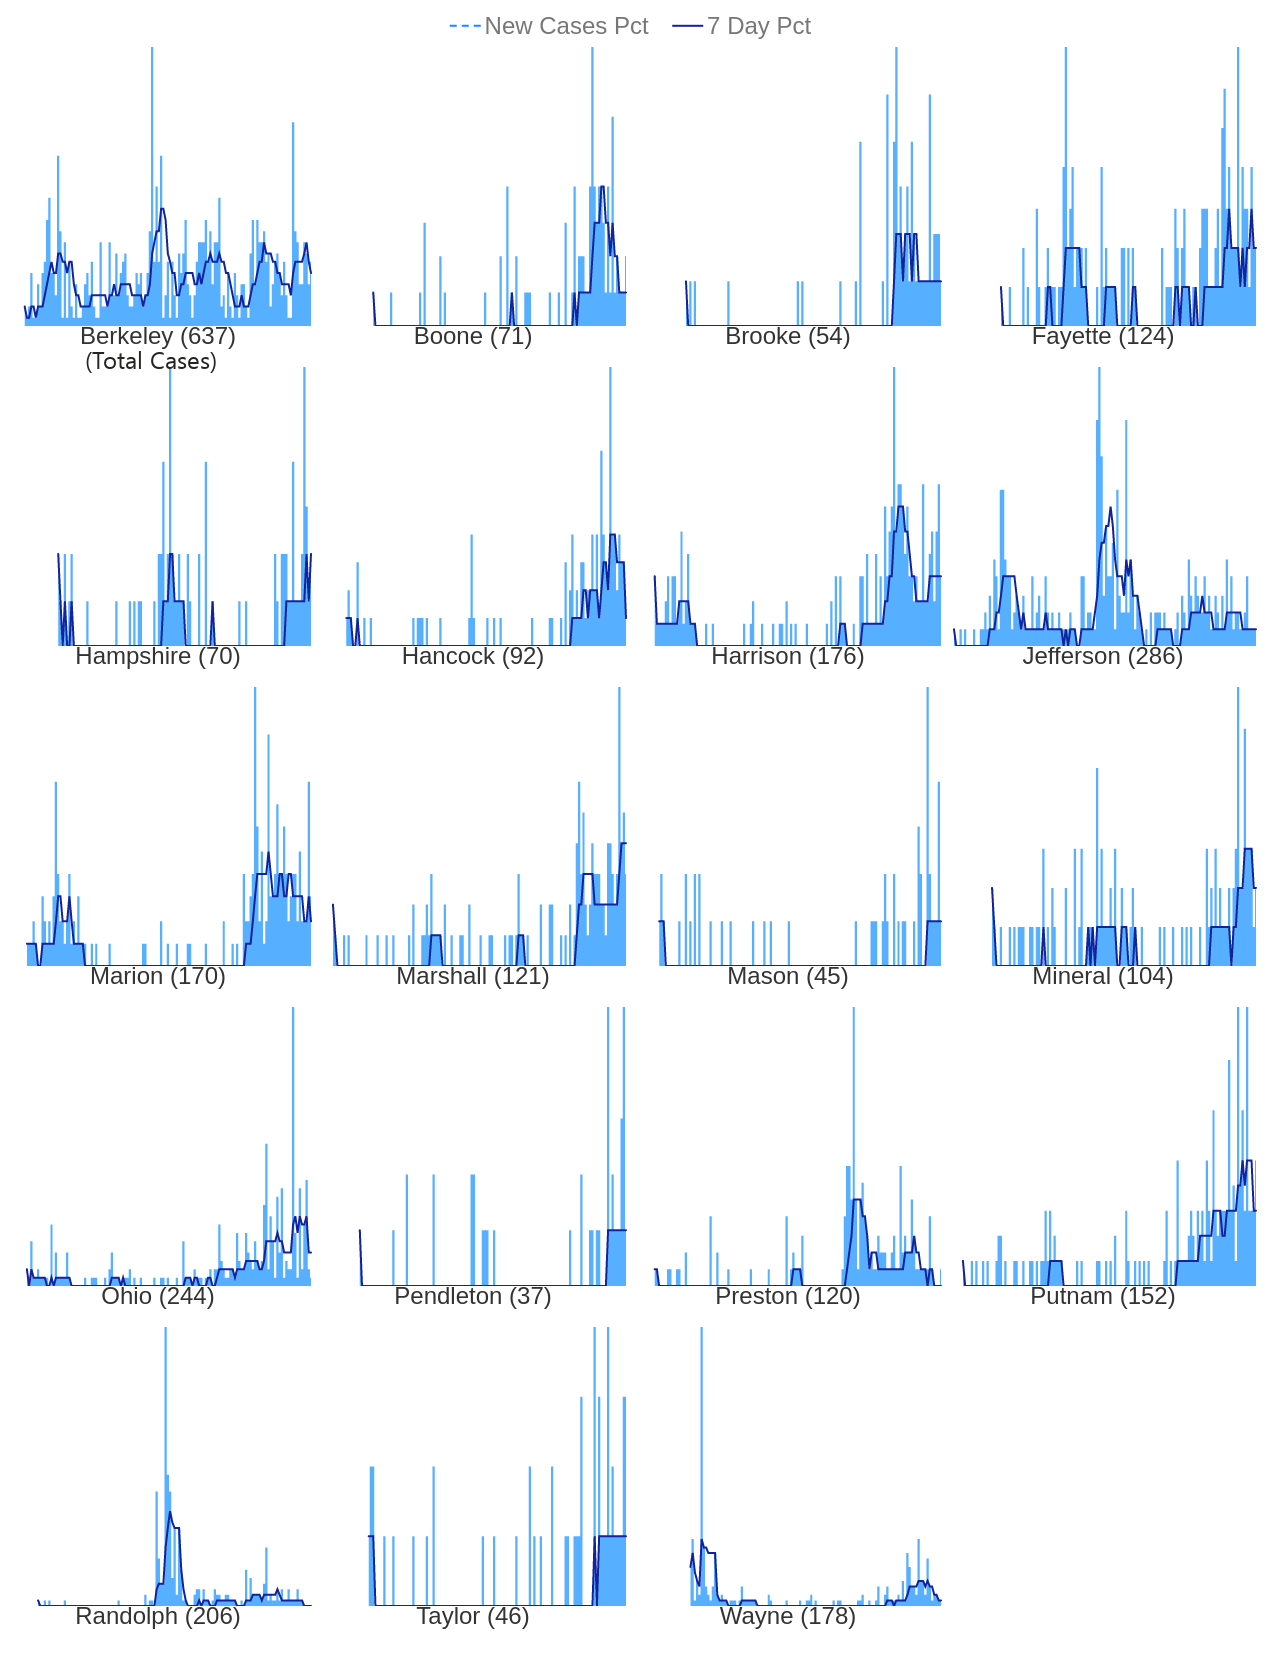 New Cases Pct 7 Day Pct
Berkeley (637) Boone (71) Brooke (54) Fayette (124)
(Total Cases)
Hampshire (70) Hancock (92) Harrison (176) Jefferson (286)
Marion (170) Marshall (121) Mason (45) Mineral (104)
Ohio (244) Pendleton (37) Preston (120) Putnam (152)
Randolph (206) Taylor (46) Wayne (178)